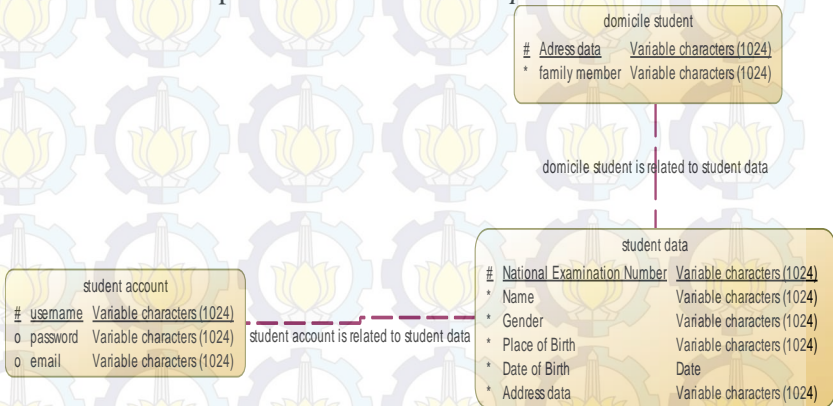 domicile student
# Adress data Variable characters (1024)
* family member Variable characters (1024)
domicile student is related to student data
student data
# National Examination Number Variable characters (1024)
* Name Variable characters (1024)
* Gender Variable characters (1024)
* Place of Birth Variable characters (1024)
* Date of Birth Date
* Address data Variable characters (1024)
student account
# username Variable characters (1024)
o password Variable characters (1024)
o email Variable characters (1024)
student account is related to student data